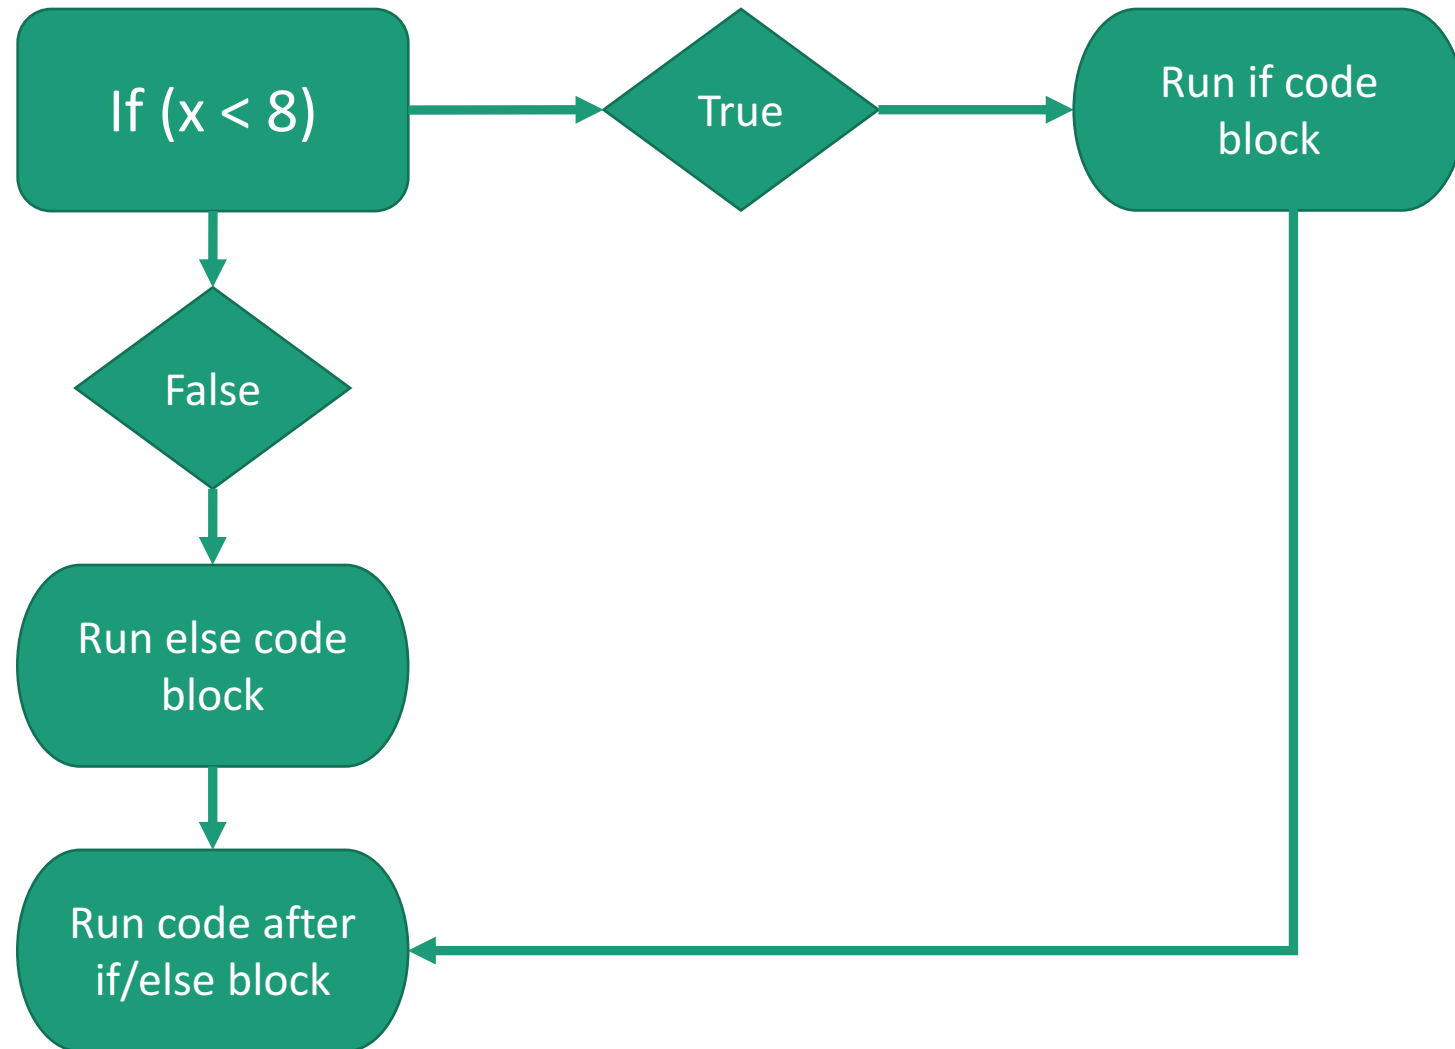 If (x < 8)
True
Run if code
block
False
Run else code
block
Run code after
if/else block